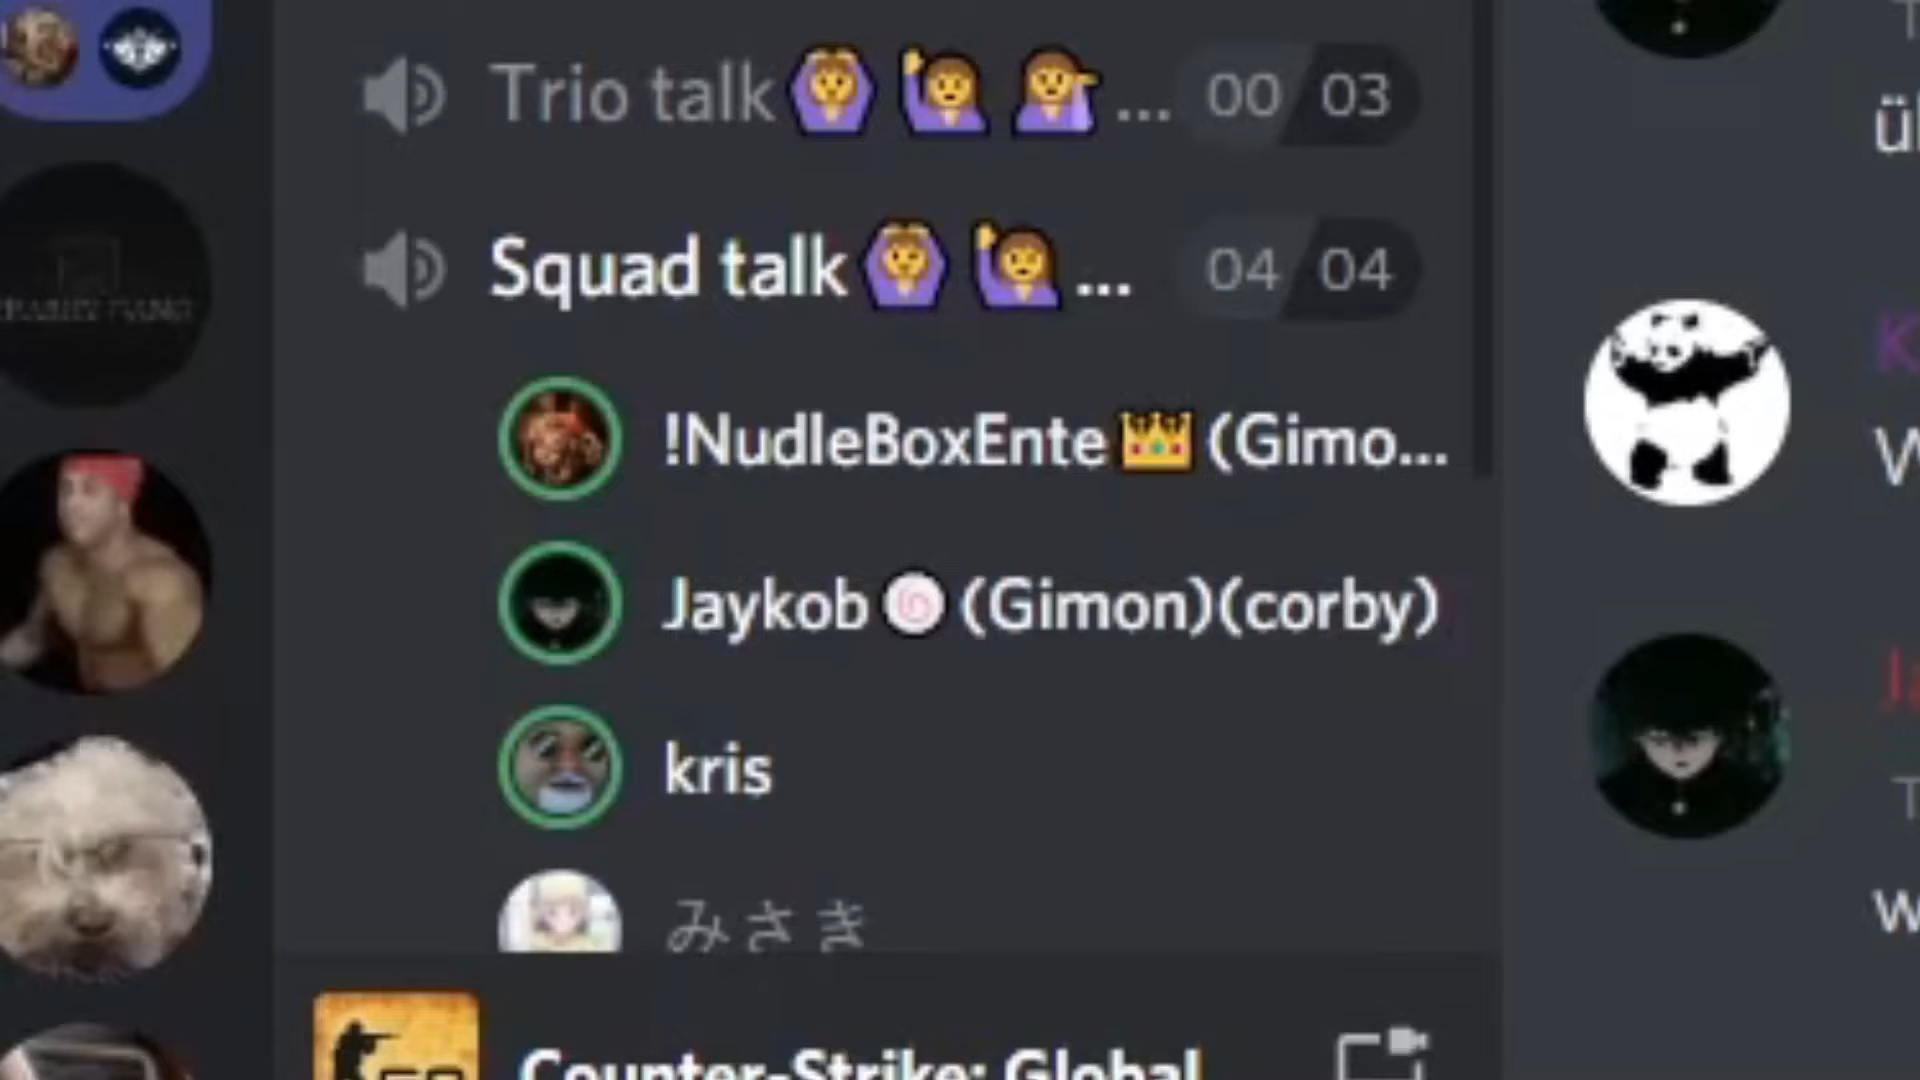 Trio talk🙆‍♀️🙋‍♀️💁‍♀️... 00 03
Squad talk🙆‍♀️🙋‍♀️... 04 04
!NudleBoxEnte👑(Gimo...
Jaykob🍥(Gimon)(corby)
kris
みさき
Counter-Strike: Global